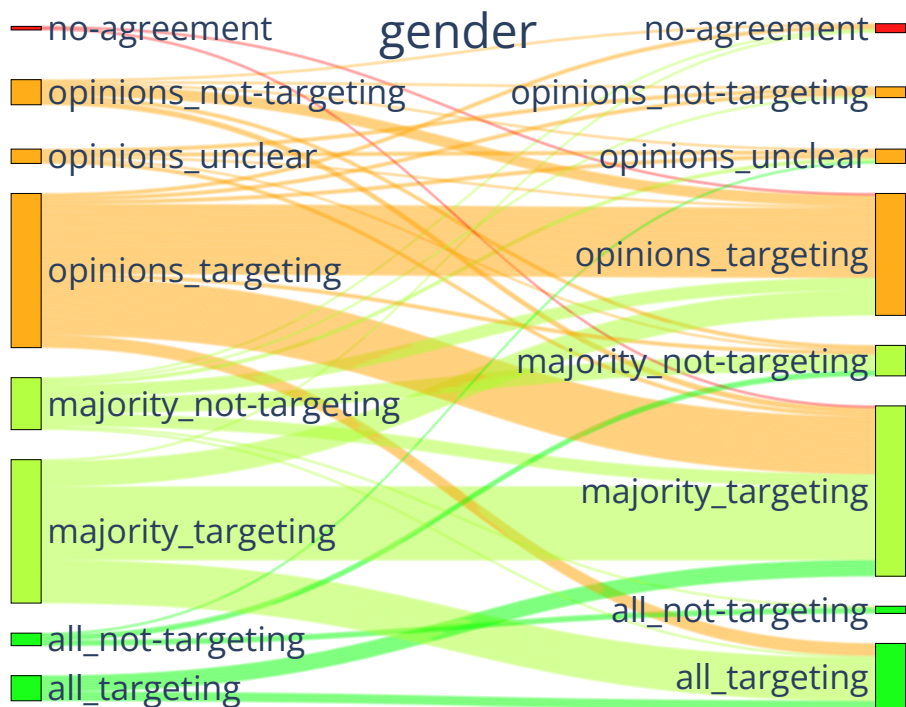 gender
no-agreement
no-agreement
opinions_not-targeting
opinions_not-targeting
opinions_unclear
opinions_unclear
opinions_targeting
opinions_targeting
majority_not-targeting
majority_not-targeting
majority_targeting
majority_targeting
all_not-targeting
all_not-targeting
all_targeting
all_targeting